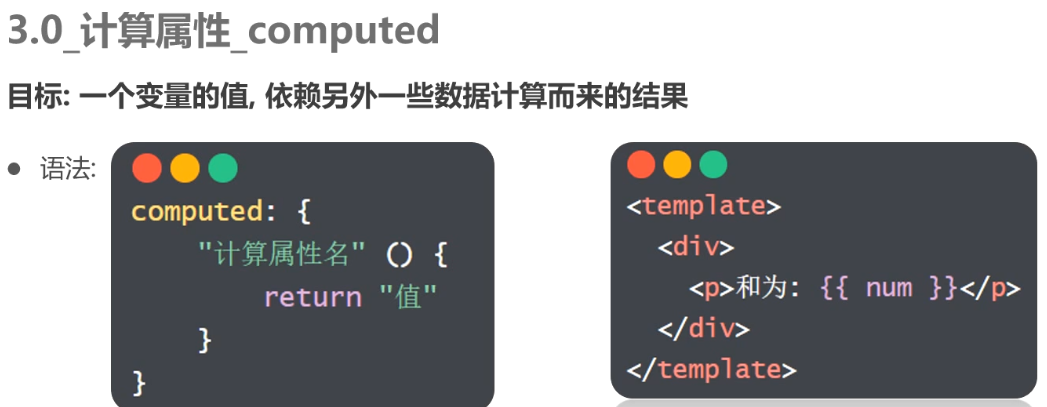 3.0_计算属性_computed
目标: 一个变量的值, 依赖另外一些数据计算而来的结果
语法:
computed: {
"计算属性名" () {
return "值"
}
}
<template>
<div>
<p>和为: {{ num }}</p>
</div>
</template>